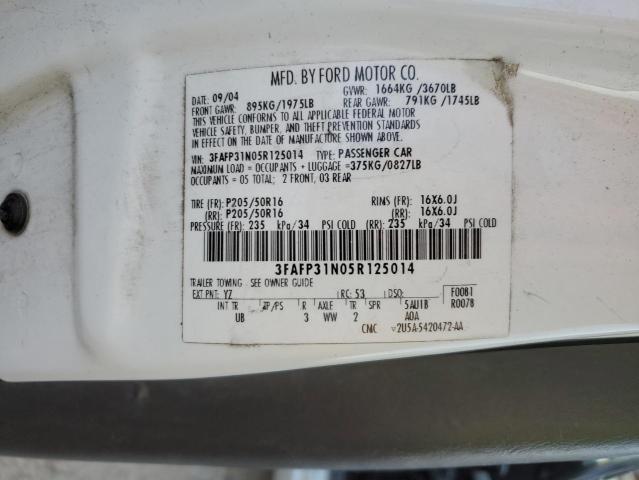 MFD. BY FORD MOTOR CO.
DATE: 09/04 GVWR: 1664KG /3670LB
FRONT GAWR: 895KG/1975LB REAR GAWR: 791KG /1745LB
THIS VEHICLE CONFORMS TO ALL APPLICABLE FEDERAL MOTOR
VEHICLE SAFETY, BUMPER, AND THEFT PREVENTION STANDARDS
IN EFFECT ON THE DATE OF MANUFACTURE SHOWN ABOVE.
VIN: 3FAFP31N05R125014 TYPE: PASSENGER CAR
MAXIMUM LOAD = OCCUPANTS + LUGGAGE =375KG/0827LB
OCCUPANTS = 05 TOTAL; 2 FRONT, 03 REAR
TIRE (FR): P205/50R16 RIMS (FR): 16X6.0J
(RR): P205/50R16 (RR): 16X6.0J
PRESSURE (FR): 235 kPa/34 PSI COLD (RR): 235 kPa/34 PSI COLD
3FAFP31N05R125014
TRAILER TOWING - SEE OWNER GUIDE
EXT PNT: YZ RC: 53 DSO: F0081
INT TR TP/PS R AXLE TR SPR 5AU1B R0078
UB 3 WW 2 A0A
CMC 2U5A-5420472-AA